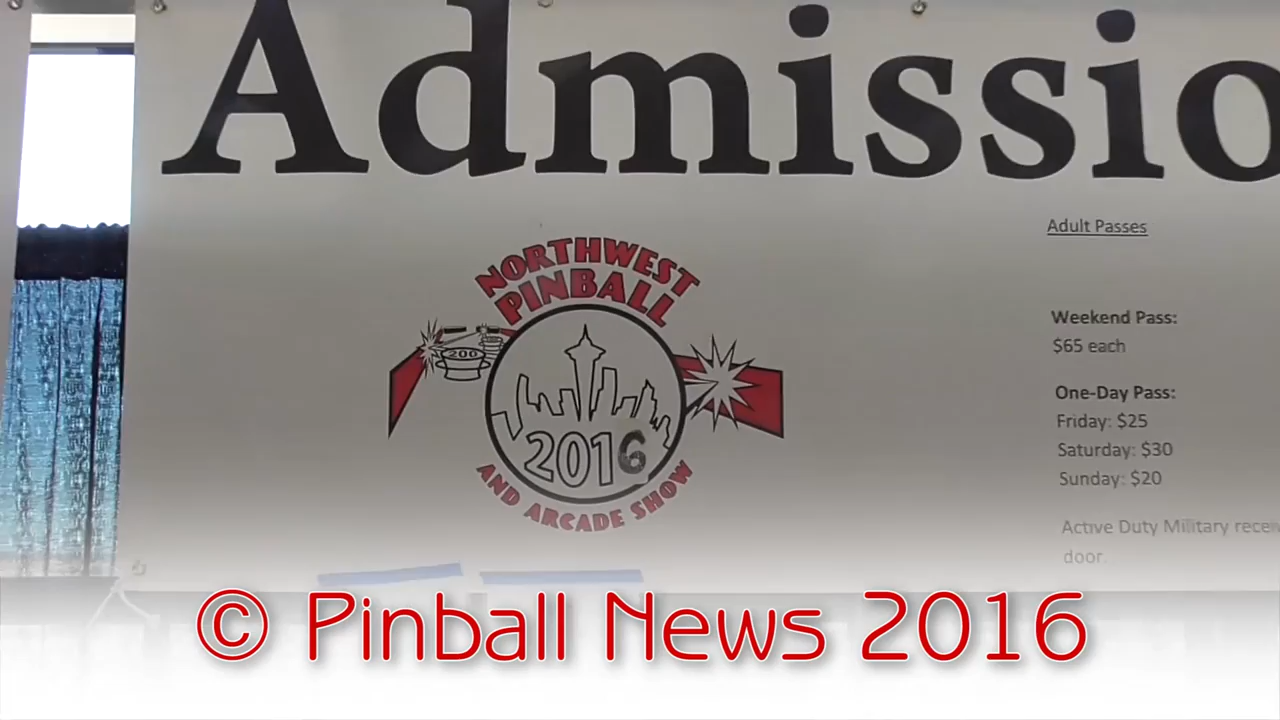 Admissio
NORTHWEST
PINBALL
200
2016
AND ARCADE SHOW
Adult Passes
Weekend Pass:
$65 each
One-Day Pass:
Friday: $25
Saturday: $30
Sunday: $20
Active Duty Military recei
door.
© Pinball News 2016